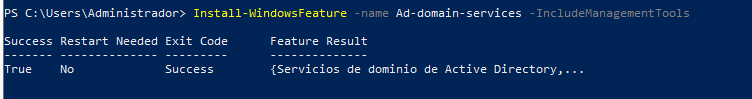 PS C:\Users\Administrador> Install-WindowsFeature -name Ad-domain-services -IncludeManagementTools
Success Restart Needed Exit Code      Feature Result
------- -------------- ---------      --------------
True    No             Success        {Servicios de dominio de Active Directory,...